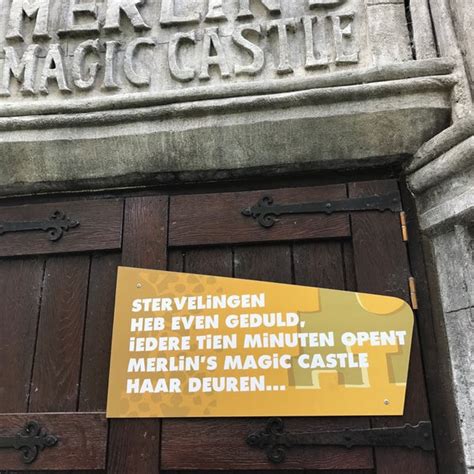 MERLIN'S
MAGIC CASTLE
STERVELiNGEN
HEB EVEN GEDULD,
iEDERE TiEN MiNUTEN OPENT
MERLiN'S MAGiC CASTLE
HAAR DEUREN...